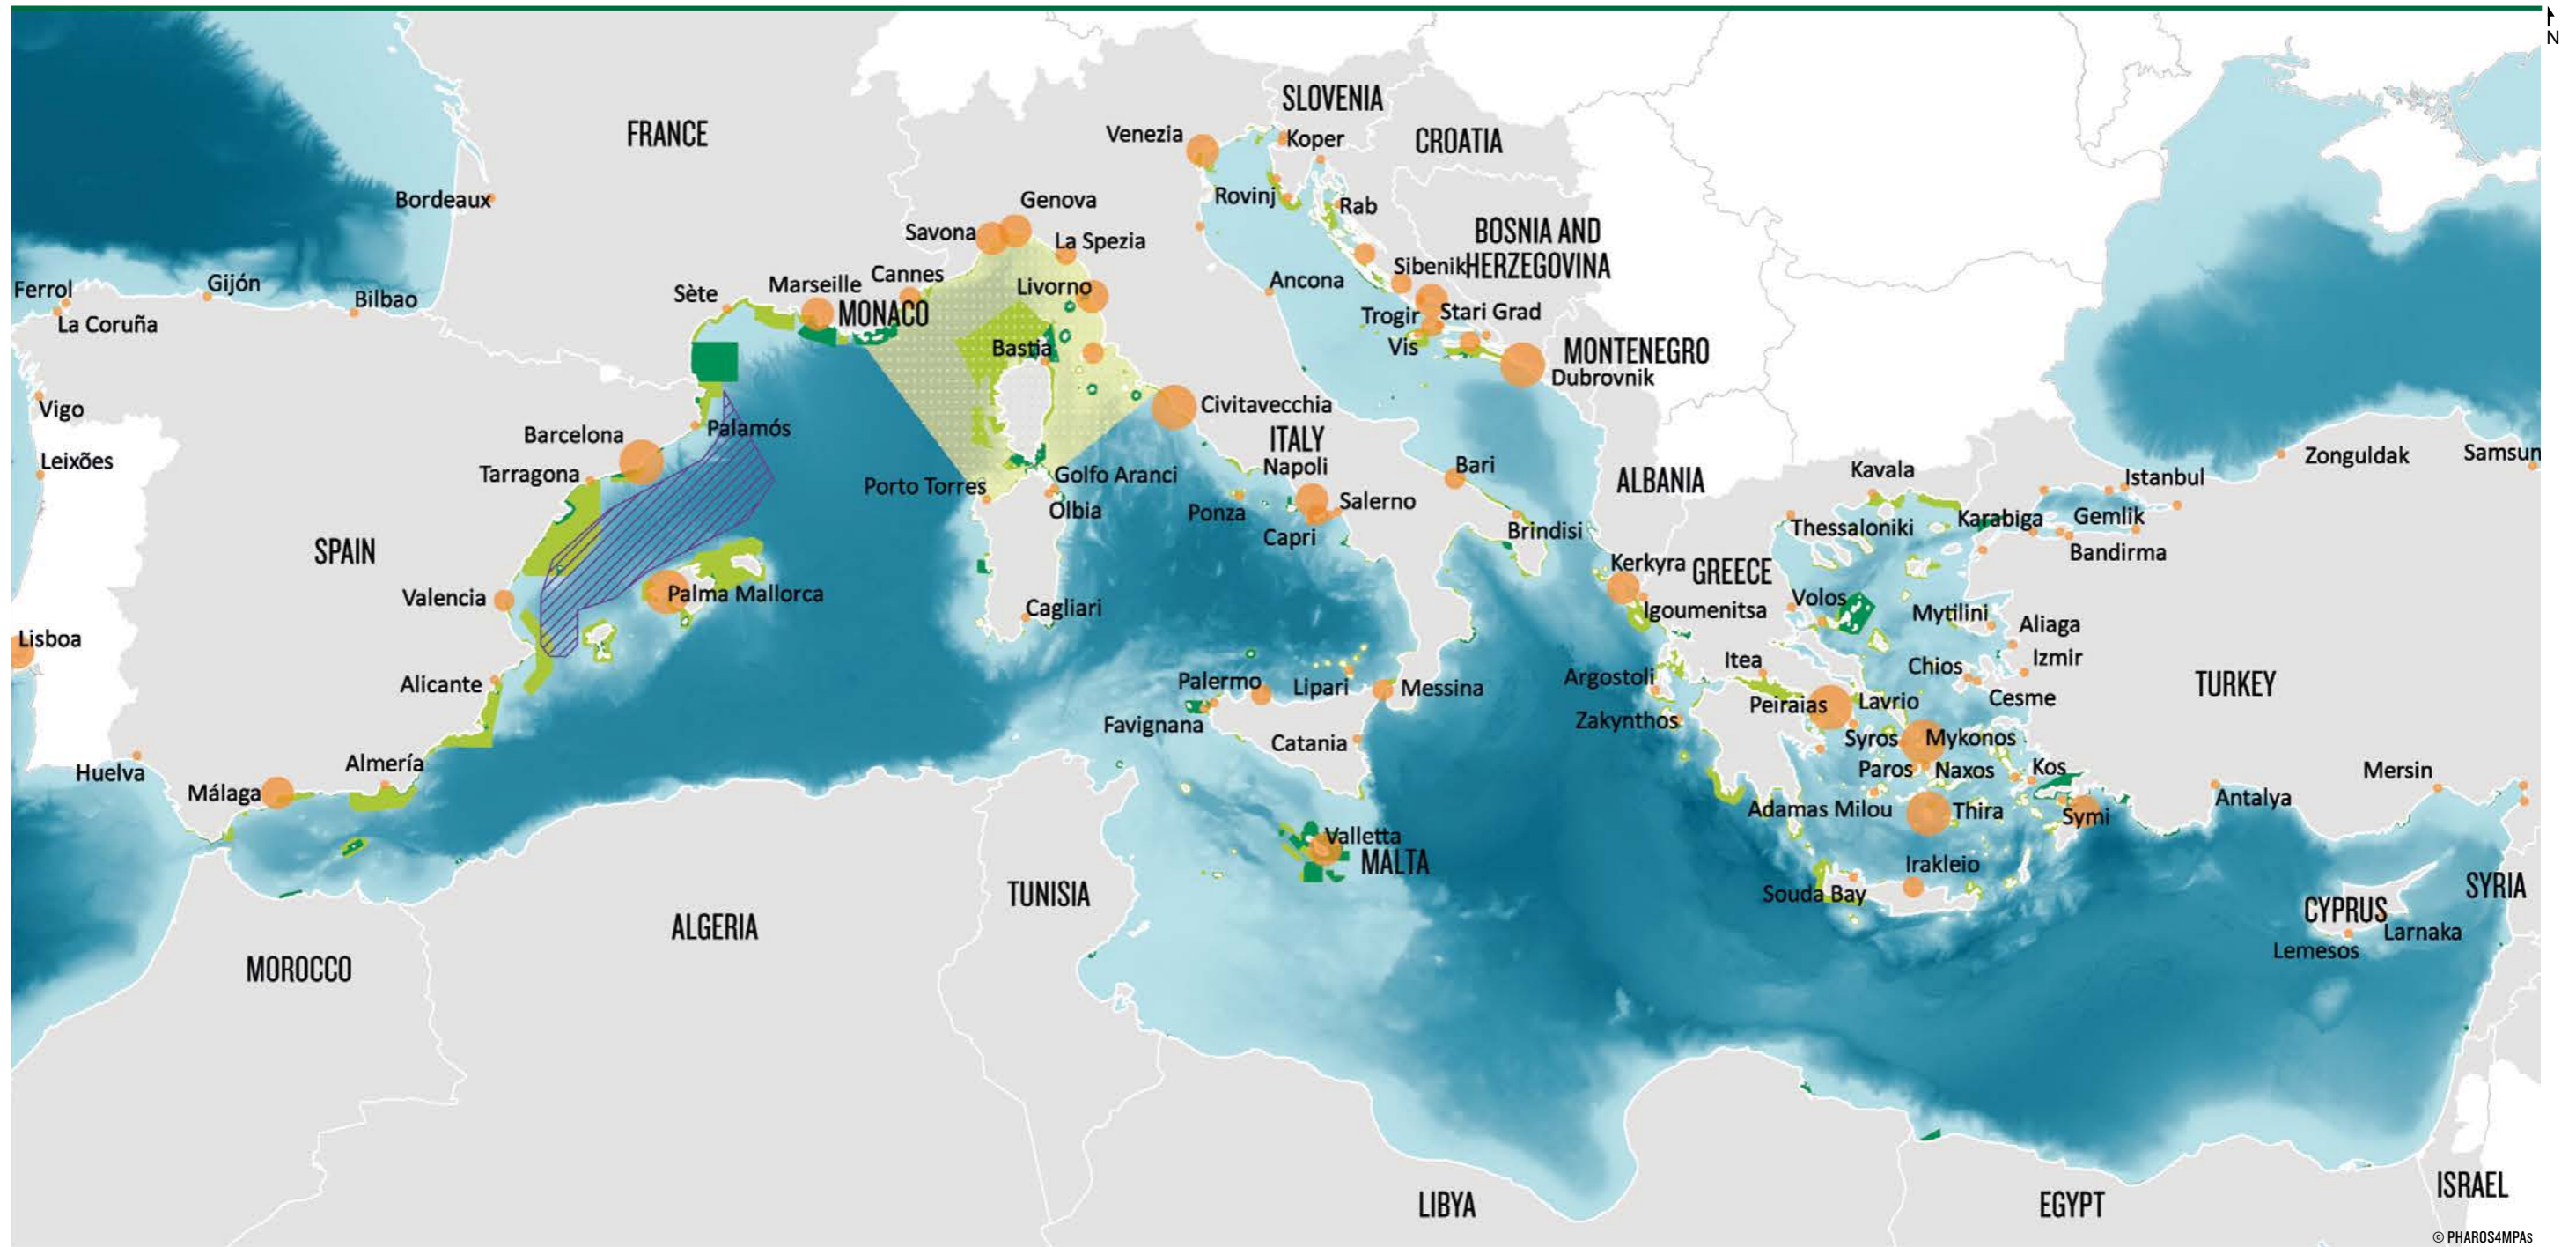 N
SLOVENIA
FRANCE
Venezia
Koper
CROATIA
Bordeaux
Genova
Rovinj
Rab
Savona
La Spezia
BOSNIA AND
HERZEGOVINA
Sibenik
Ferrol
Gijón
Bilbao
Sète
Marseille
Cannes
Livorno
Ancona
La Coruña
MONACO
Trogir
Stari Grad
Bastia
Vis
MONTENEGRO
Dubrovnik
Vigo
Palamós
Civitavecchia
Barcelona
ITALY
Leixões
Tarragona
Porto Torres
Golfo Aranci
Napoli
Bari
ALBANIA
Kavala
Istanbul
Zonguldak
Samsun
Olbia
Ponza
Salerno
Capri
Brindisi
Thessaloniki
Karabiga
Gemlik
Bandirma
SPAIN
Kerkyra
GREECE
Valencia
Palma Mallorca
Cagliari
Igoumenitsa
Volos
Mytilini
Aliaga
Lisboa
Izmir
Alicante
Palermo
Lipari
Messina
Argostoli
Itea
Chios
Cesme
TURKEY
Favignana
Zakynthos
Peiraias
Lavrio
Catania
Syros
Mykonos
Huelva
Almería
Paros
Naxos
Kos
Mersin
Málaga
Adamas Milou
Thira
Symi
Antalya
Valletta
MALTA
Irakleio
Souda Bay
TUNISIA
SYRIA
CYPRUS
Larnaka
ALGERIA
Lemesos
MOROCCO
LIBYA
EGYPT
ISRAEL
© PHAROS4MPAs